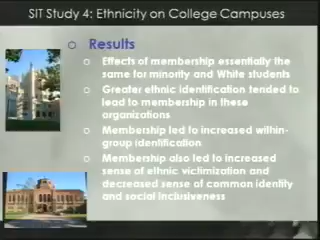 SIT Study 4: Ethnicity on College Campuses
Results
Effects of membership essentially the
same for minority and White students
Greater ethnic identification tended to
lead to membership in these
organizations
Membership led to increased within-
group identification
Membership also led to increased
sense of ethnic victimization and
decreased sense of common identity
and social inclusiveness